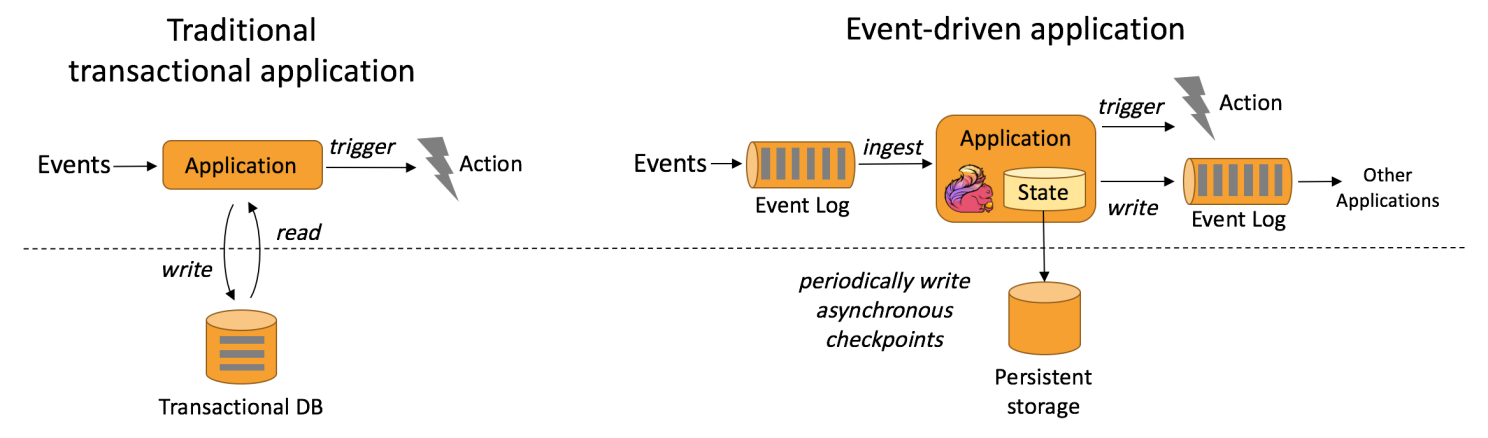 Traditional
transactional application
Events
Application
trigger
Action
read
write
Transactional DB
Event-driven application
Events
Event Log
ingest
Application
State
trigger
Action
write
Event Log
Other
Applications
periodically write
asynchronous
checkpoints
Persistent
storage